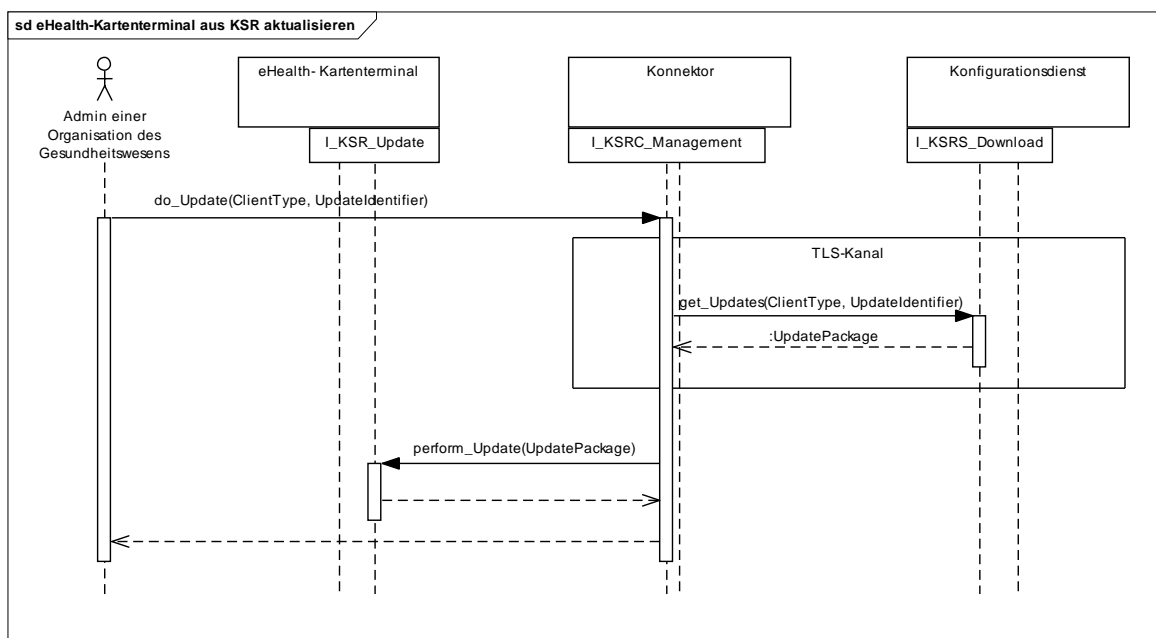 sd eHealth-Kartenterminal aus KSR aktualisieren
Admin einer
Organisation des
Gesundheitswesens
eHealth- Kartenterminal
I_KSR_Update
Konnektor
I_KSRC_Management
Konfigurationsdienst
I_KSRS_Download
do_Update(ClientType, UpdateIdentifier)
TLS-Kanal
get_Updates(ClientType, UpdateIdentifier)
:UpdatePackage
perform_Update(UpdatePackage)